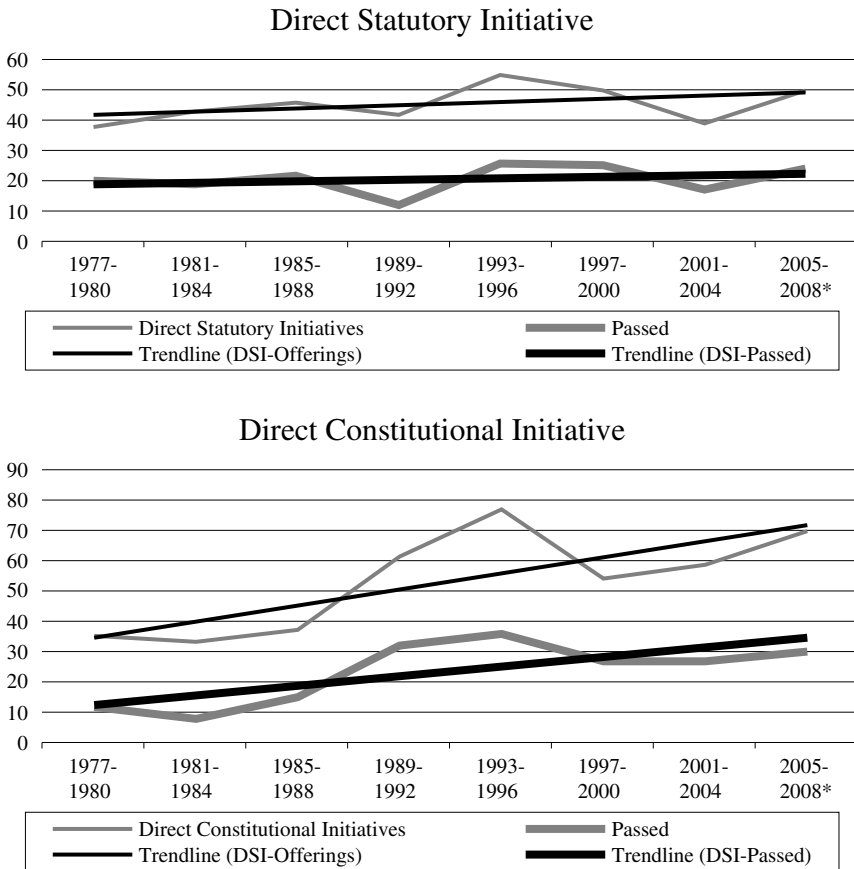 Direct Statutory Initiative
60
50
40
30
20
10
0
1977- 1981- 1985- 1989- 1993- 1997- 2001- 2005-
1980 1984 1988 1992 1996 2000 2004 2008*
Direct Statutory Initiatives Passed
Trendline (DSI-Offerings) Trendline (DSI-Passed)
Direct Constitutional Initiative
90
80
70
60
50
40
30
20
10
0
1977- 1981- 1985- 1989- 1993- 1997- 2001- 2005-
1980 1984 1988 1992 1996 2000 2004 2008*
Direct Constitutional Initiatives Passed
Trendline (DSI-Offerings) Trendline (DSI-Passed)